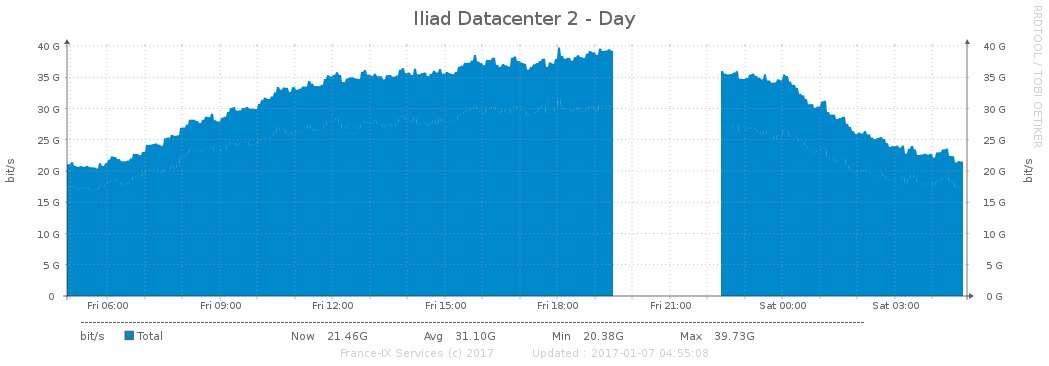 Iliad Datacenter 2 - Day
RRDTOOL / TOBI OETIKER
bit/s
40 G 40 G
35 G 35 G
30 G 30 G
25 G 25 G
20 G 20 G
15 G 15 G
10 G 10 G
5 G 5 G
0 0 G
bit/s
Fri 06:00 Fri 09:00 Fri 12:00 Fri 15:00 Fri 18:00 Fri 21:00 Sat 00:00 Sat 03:00
bit/s Total Now 21.46G Avg 31.10G Min 20.38G Max 39.73G
France-IX Services (c) 2017 Updated : 2017-01-07 04:55:08